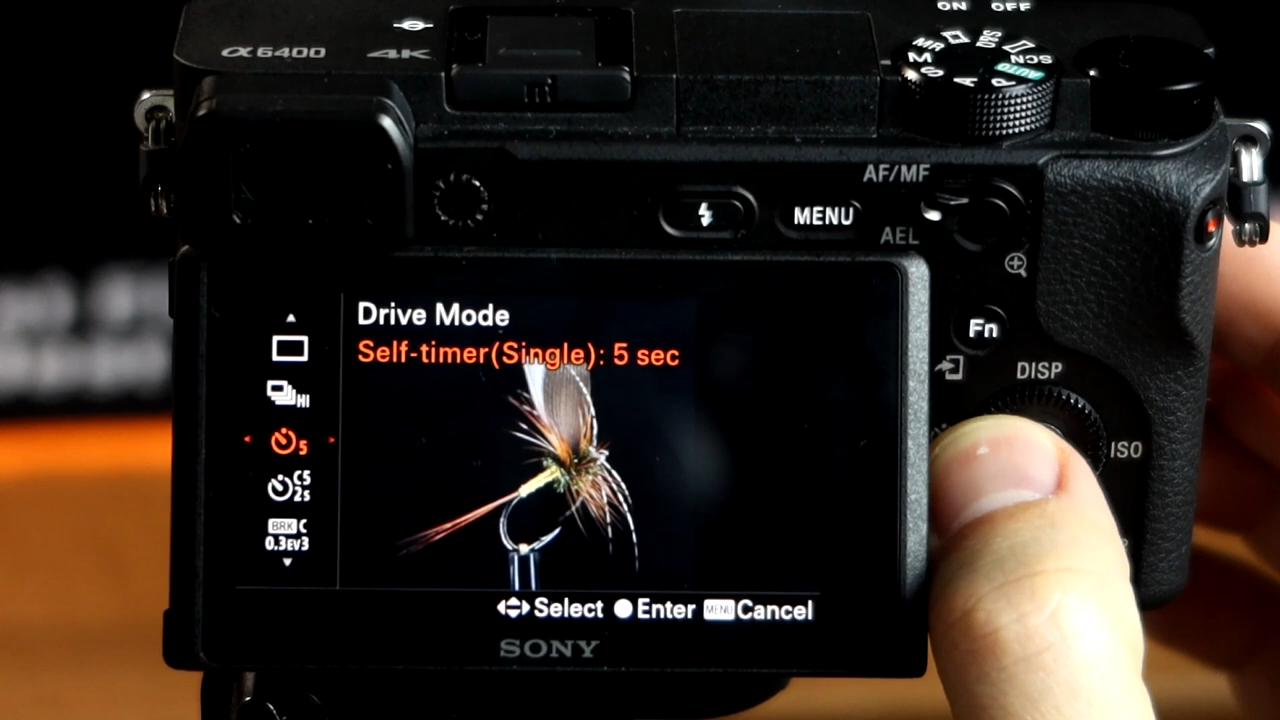 ON OFF
α6400 4K
MR S&Q SCN
M AUTO
S A P
AF/MF
MENU
AEL
Fn
DISP
ISO
Drive Mode
Self-timer(Single): 5 sec
HI
5
C5
2s
BRK C
0.3EV3
Select Enter MENU Cancel
SONY